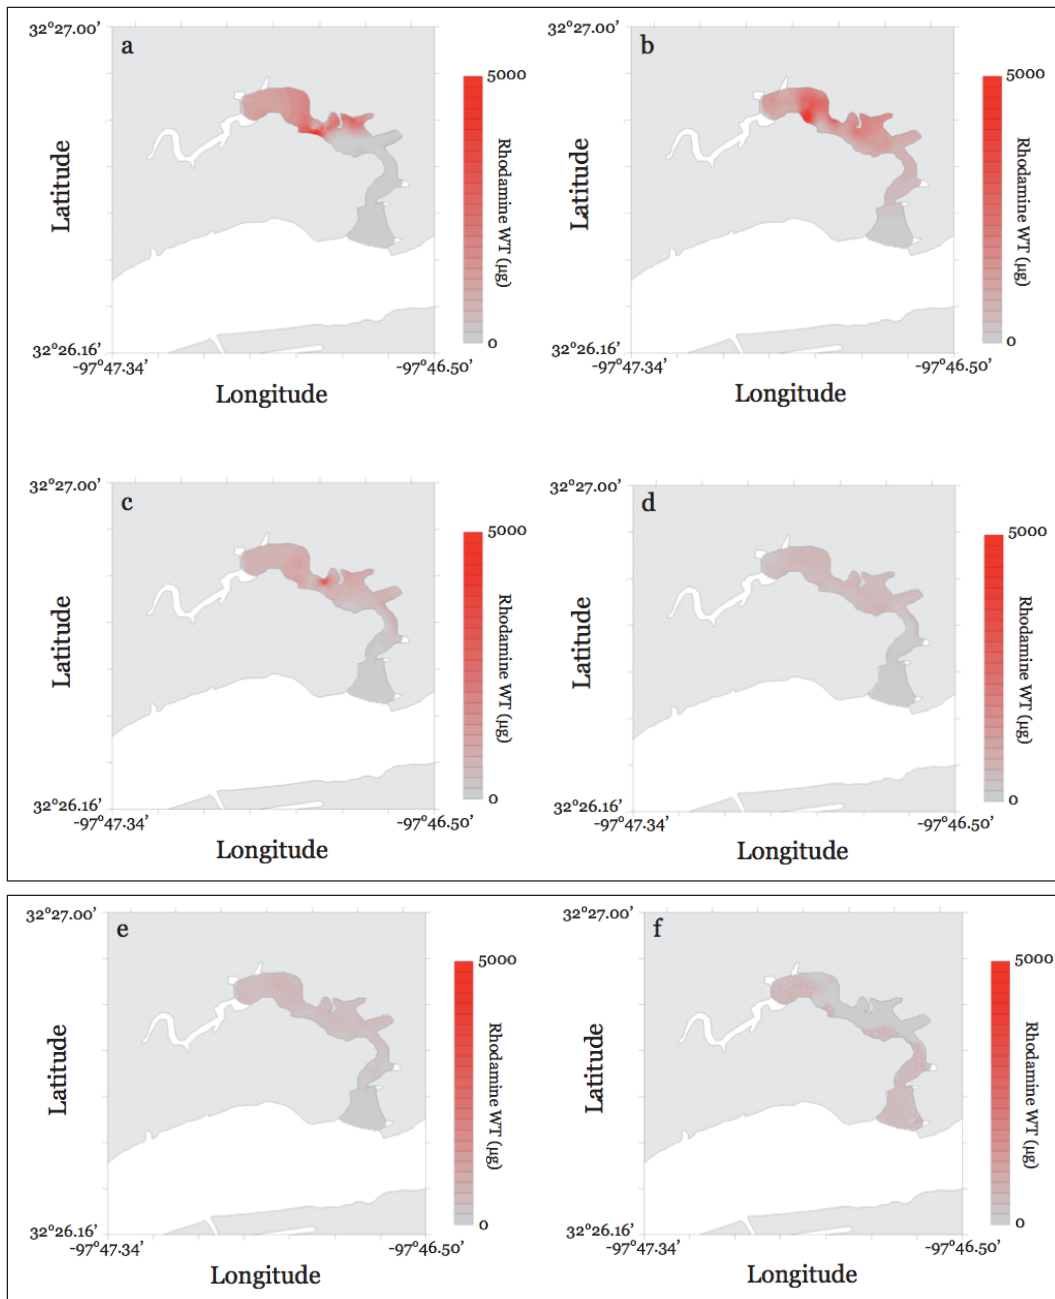 32°27.00’
a
5000
Latitude
Rhodamine WT (µg)
0
32°26.16’
-97°47.34’
-97°46.50’
Longitude
32°27.00’
b
5000
Latitude
Rhodamine WT (µg)
0
32°26.16’
-97°47.34’
-97°46.50’
Longitude
32°27.00’
c
5000
Latitude
Rhodamine WT (µg)
0
32°26.16’
-97°47.34’
-97°46.50’
Longitude
32°27.00’
d
5000
Latitude
Rhodamine WT (µg)
0
32°26.16’
-97°47.34’
-97°46.50’
Longitude
32°27.00’
e
5000
Latitude
Rhodamine WT (µg)
0
32°26.16’
-97°47.34’
-97°46.50’
Longitude
32°27.00’
f
5000
Latitude
Rhodamine WT (µg)
0
32°26.16’
-97°47.34’
-97°46.50’
Longitude